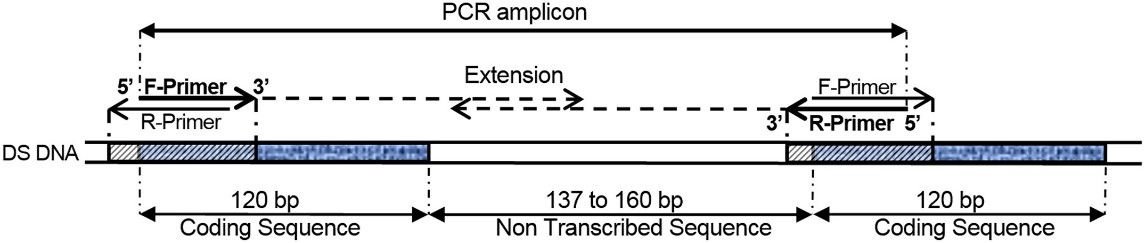 PCR amplicon
Extension
5’ F-Primer 3’
F-Primer
R-Primer
3’ R-Primer 5’
DS DNA
120 bp
137 to 160 bp
120 bp
Coding Sequence
Non Transcribed Sequence
Coding Sequence